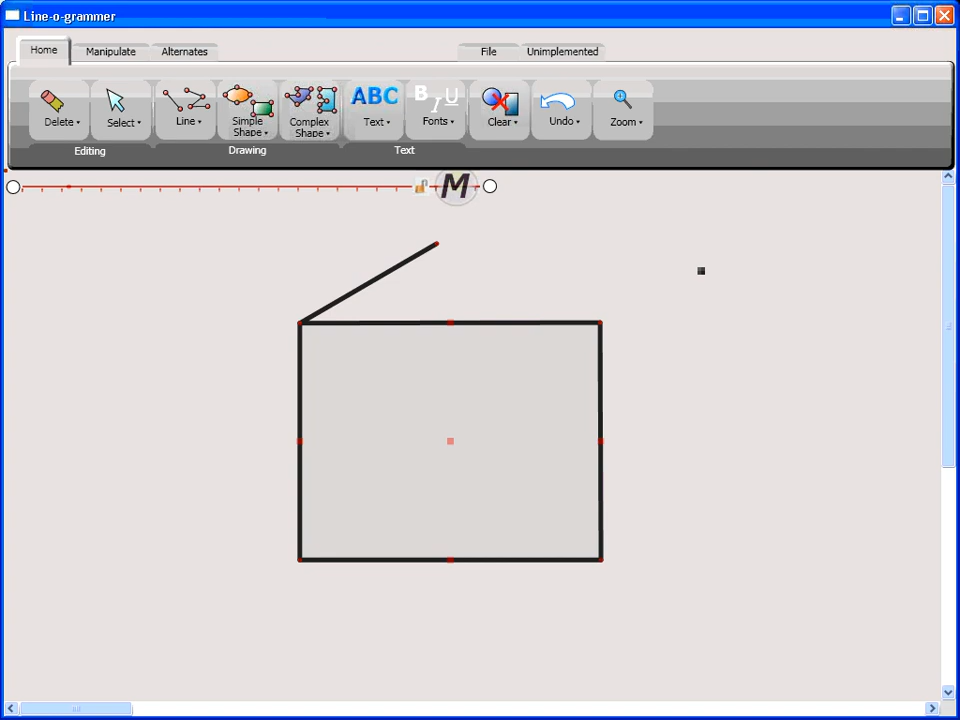 Line-o-grammer
Home Manipulate Alternates File Unimplemented
ABC B I U
Delete Select Line Simple Shape Complex Shape Text Fonts Clear Undo Zoom
Editing Drawing Text
M